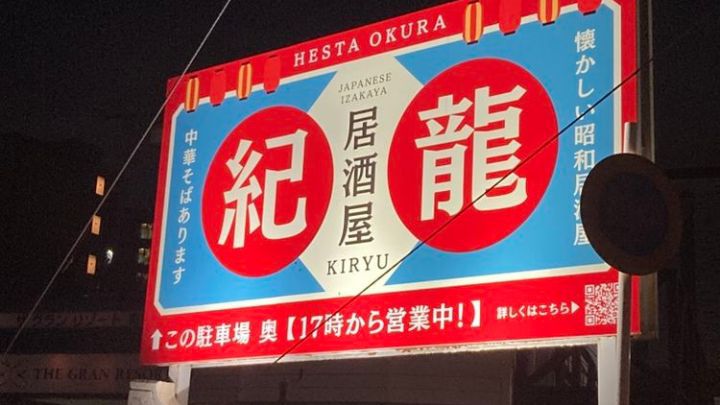 HESTA OKURA
懐かしい昭和居酒屋
龍
JAPANESE
IZAKAYA
居酒屋
KIRYU
紀
中華そばあります
↑この駐車場 奥【17時から営業中!】 詳しくはこちら▶
THE GRAN RESOR